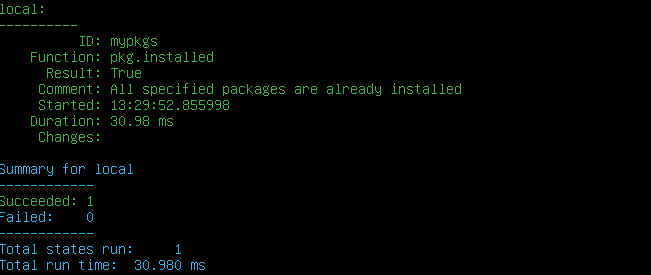 local:
----------
          ID: mypkgs
    Function: pkg.installed
      Result: True
     Comment: All specified packages are already installed
     Started: 13:29:52.855998
    Duration: 30.98 ms
     Changes:

Summary for local
------------
Succeeded: 1
Failed:    0
------------
Total states run:     1
Total run time:  30.980 ms